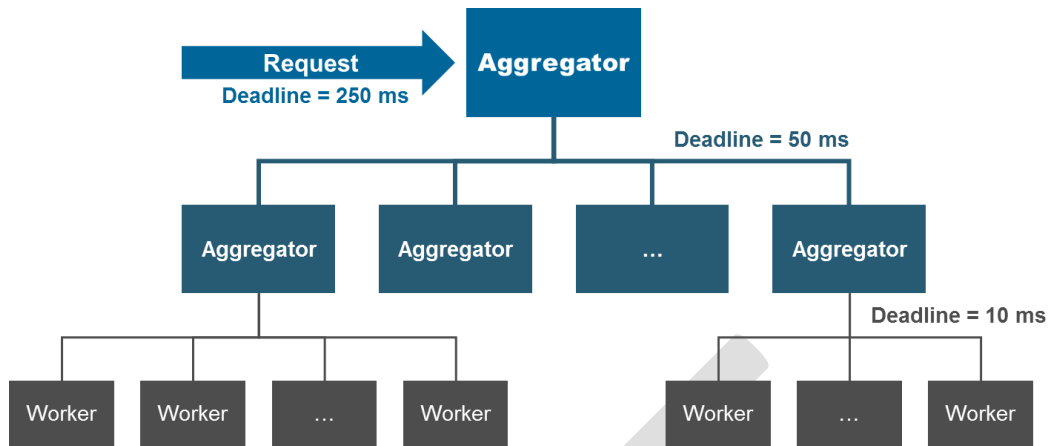 Request
Aggregator
Deadline = 250 ms
Deadline = 50 ms
Aggregator
Aggregator
...
Aggregator
Deadline = 10 ms
Worker
Worker
...
Worker
Worker
...
Worker